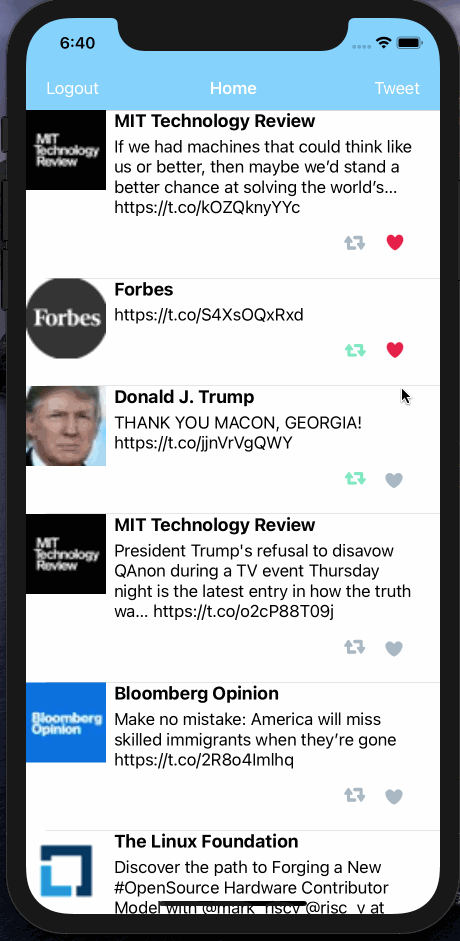 6:40
Logout Home Tweet
MIT Technology Review
MIT
Technology
Review
If we had machines that could think like
us or better, then maybe we’d stand a
better chance at solving the world’s...
https://t.co/kOZQknyYYc
Forbes
Forbes
https://t.co/S4XsOQxRxd
Donald J. Trump
THANK YOU MACON, GEORGIA!
https://t.co/jjnVrVgQWY
MIT Technology Review
MIT
Technology
Review
President Trump's refusal to disavow
QAnon during a TV event Thursday
night is the latest entry in how the truth
wa... https://t.co/o2cP88T09j
Bloomberg Opinion
Bloomberg
Opinion
Make no mistake: America will miss
skilled immigrants when they’re gone
https://t.co/2R8o4Imlhq
The Linux Foundation
Discover the path to Forging a New
#OpenSource Hardware Contributor
Model with @mark_riscv @risc_v at